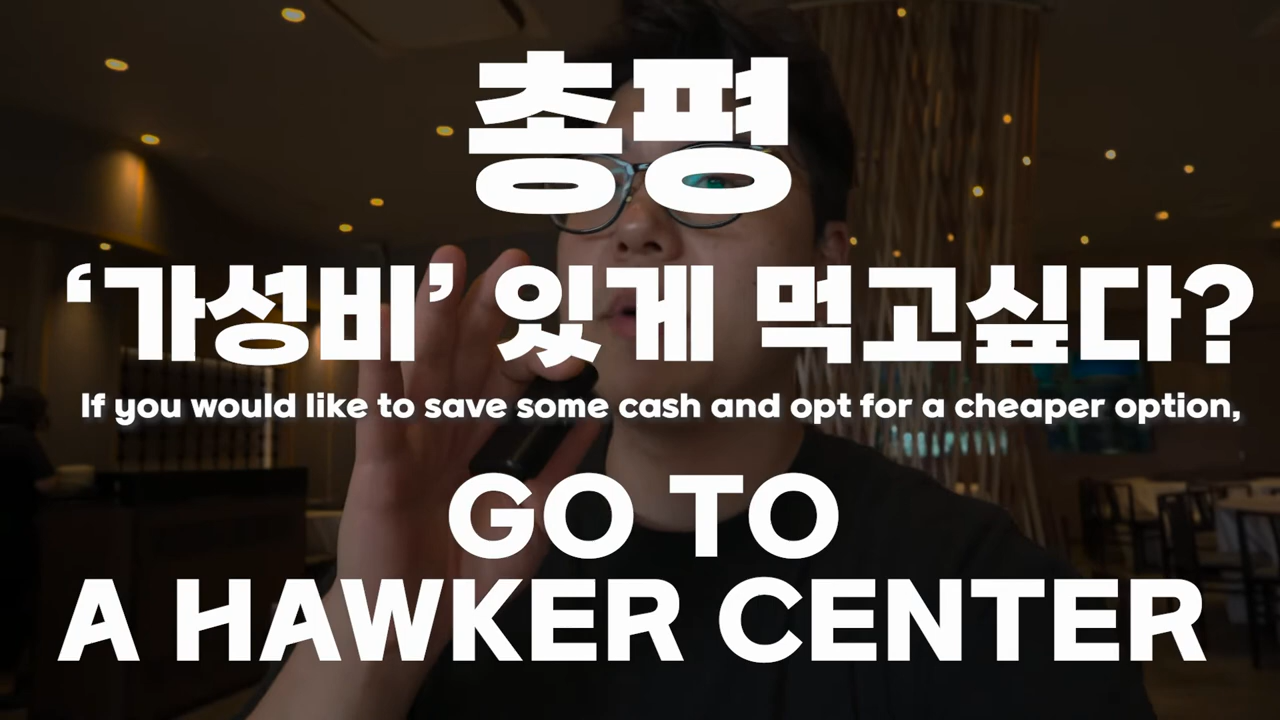 총평
‘가성비’ 있게 먹고싶다?
If you would like to save some cash and opt for a cheaper option,
GO TO
A HAWKER CENTER